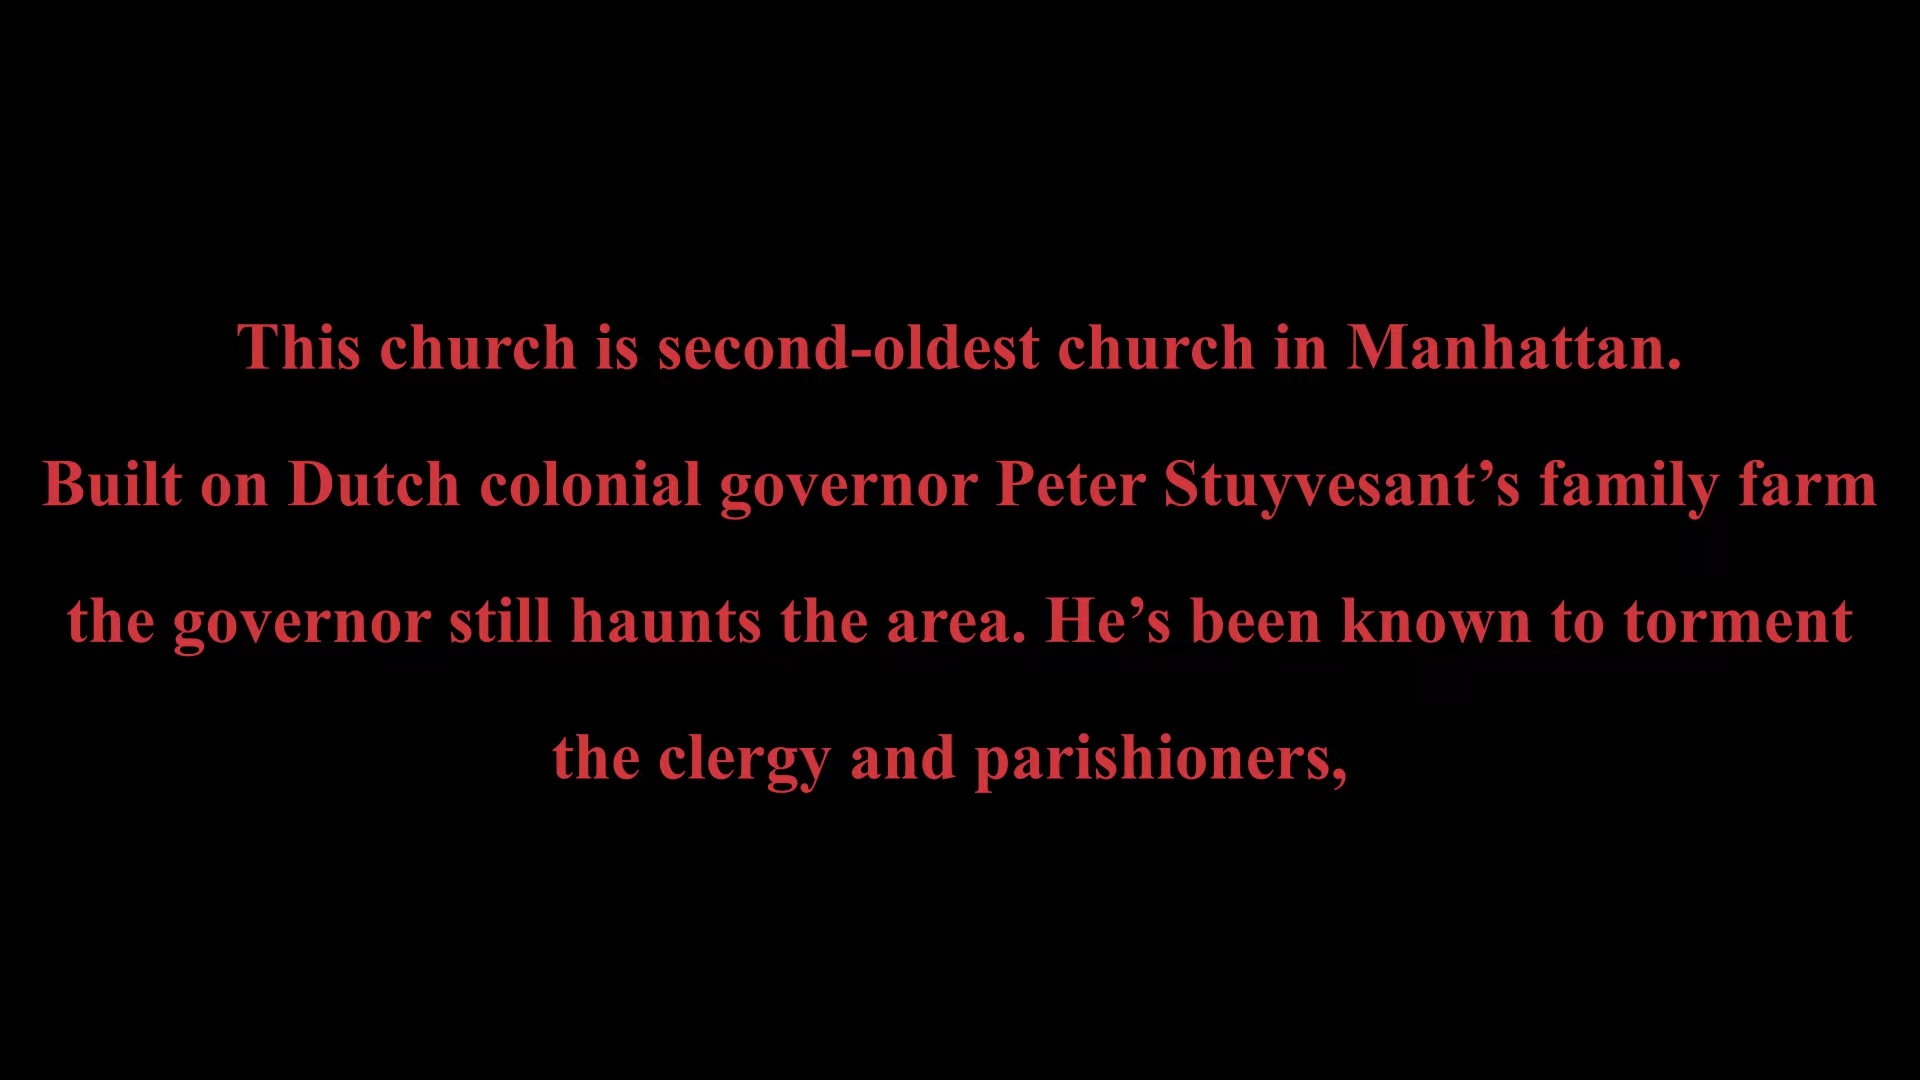 This church is second-oldest church in Manhattan.
Built on Dutch colonial governor Peter Stuyvesant’s family farm
the governor still haunts the area. He’s been known to torment
the clergy and parishioners,